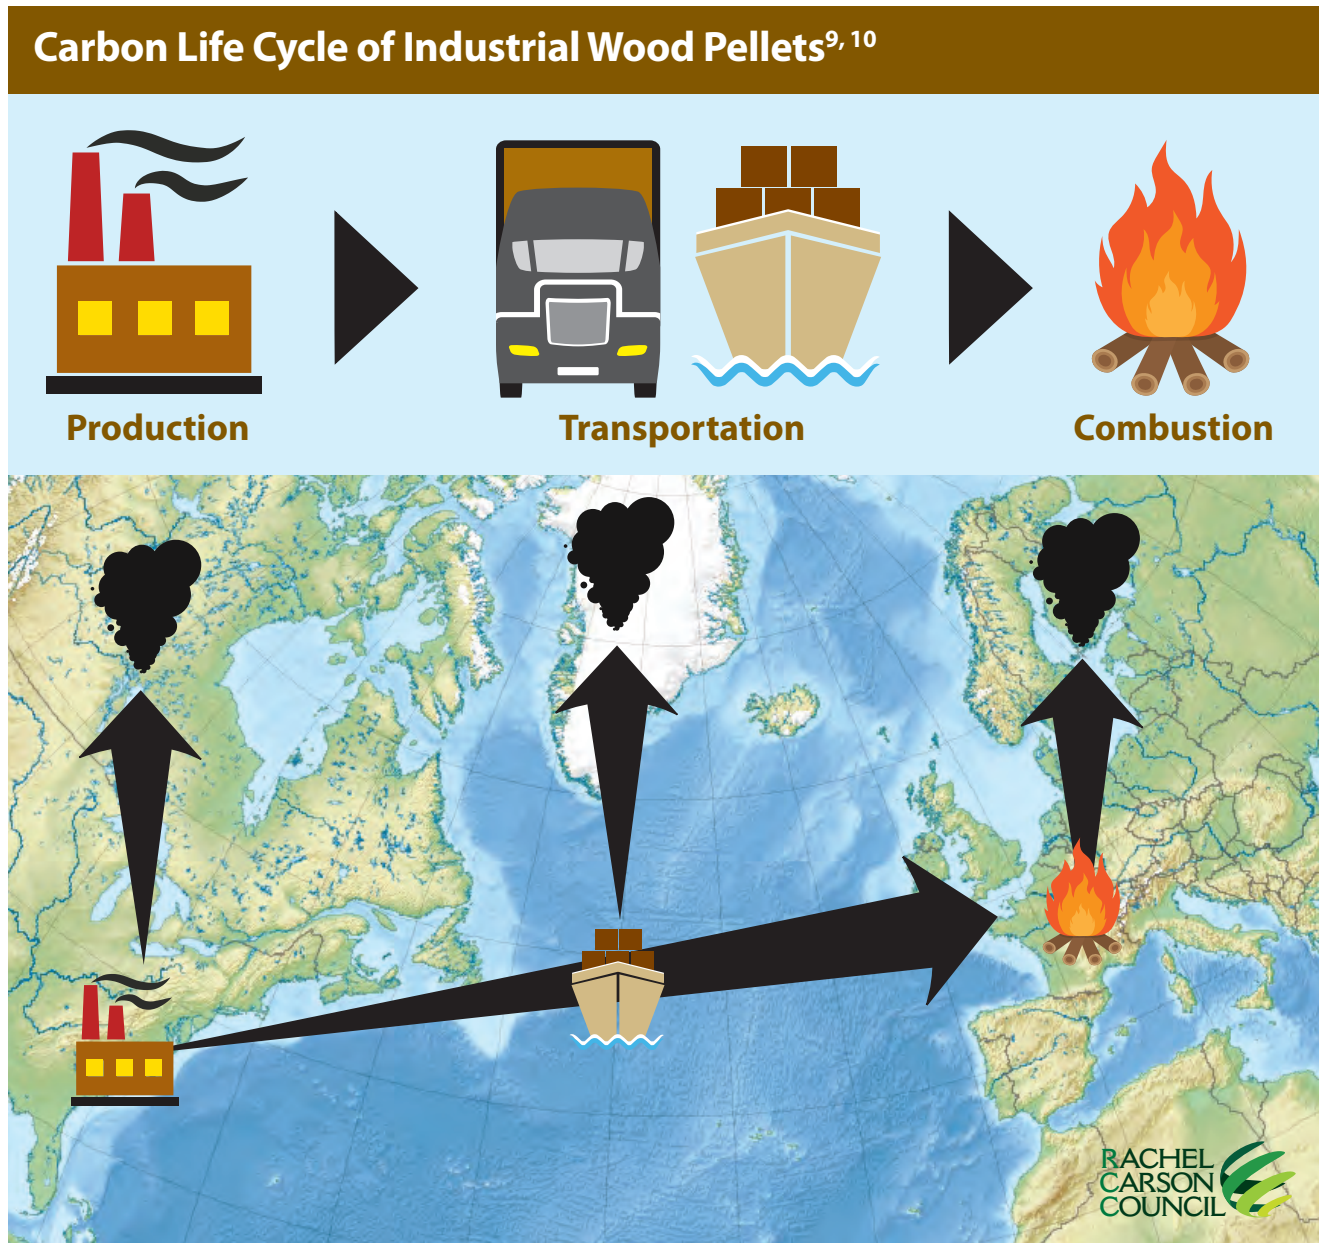 Carbon Life Cycle of Industrial Wood Pellets9, 10
Production
Transportation
Combustion
RACHEL
CARSON
COUNCIL